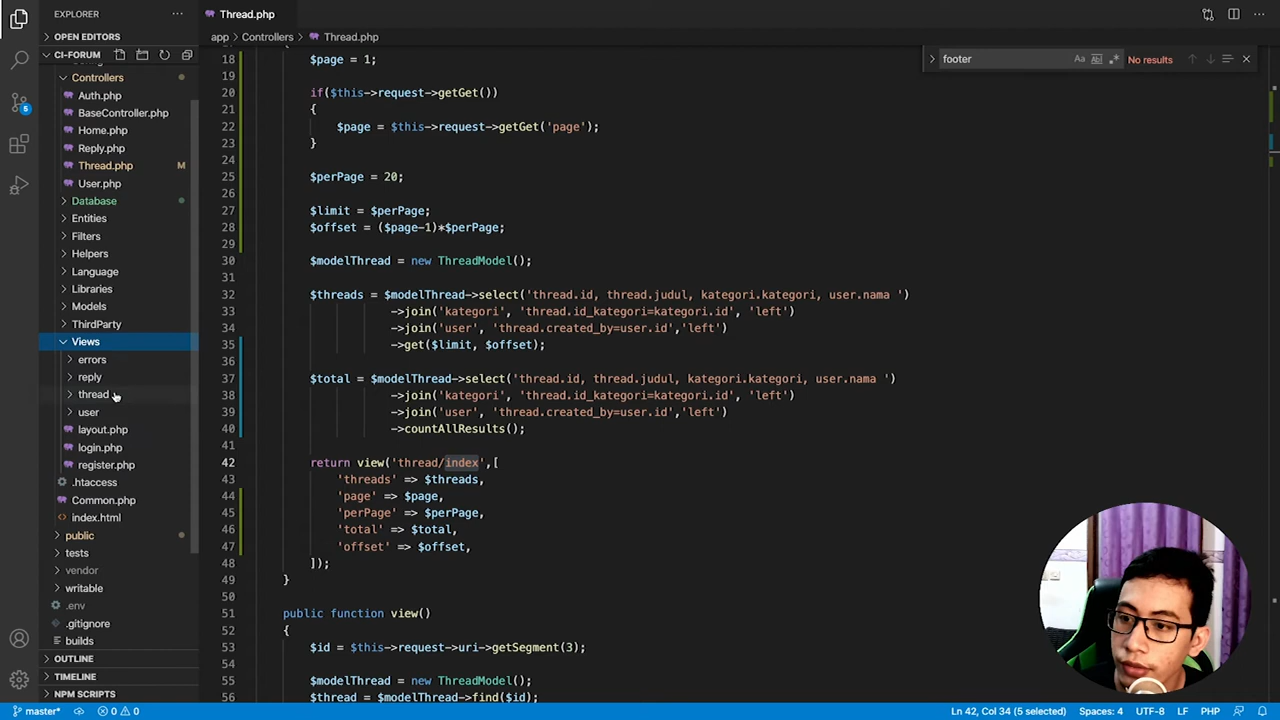 EXPLORER
Thread.php
OPEN EDITORS
app > Controllers > Thread.php
CI-FORUM
footer
Aa
No results
Controllers
Auth.php
BaseController.php
Home.php
Reply.php
Thread.php M
User.php
Database
Entities
Filters
Helpers
Language
Libraries
Models
ThirdParty
Views
errors
reply
thread
user
layout.php
login.php
register.php
.htaccess
Common.php
index.html
public
tests
vendor
writable
.env
.gitignore
builds
OUTLINE
TIMELINE
NPM SCRIPTS
5
18 $page = 1;
19
20 if($this->request->getGet())
21 {
22 $page = $this->request->getGet('page');
23 }
24
25 $perPage = 20;
26
27 $limit = $perPage;
28 $offset = ($page-1)*$perPage;
29
30 $modelThread = new ThreadModel();
31
32 $threads = $modelThread->select('thread.id, thread.judul, kategori.kategori, user.nama ')
33 ->join('kategori', 'thread.id_kategori=kategori.id', 'left')
34 ->join('user', 'thread.created_by=user.id','left')
35 ->get($limit, $offset);
36
37 $total = $modelThread->select('thread.id, thread.judul, kategori.kategori, user.nama ')
38 ->join('kategori', 'thread.id_kategori=kategori.id', 'left')
39 ->join('user', 'thread.created_by=user.id','left')
40 ->countAllResults();
41
42 return view('thread/index',[
43 'threads' => $threads,
44 'page' => $page,
45 'perPage' => $perPage,
46 'total' => $total,
47 'offset' => $offset,
48 ]);
49 }
50
51 public function view()
52 {
53 $id = $this->request->uri->getSegment(3);
54
55 $modelThread = new ThreadModel();
56 $thread = $modelThread->find($id);
master*
0 0
Ln 42, Col 34 (5 selected)
Spaces: 4
UTF-8
LF
PHP